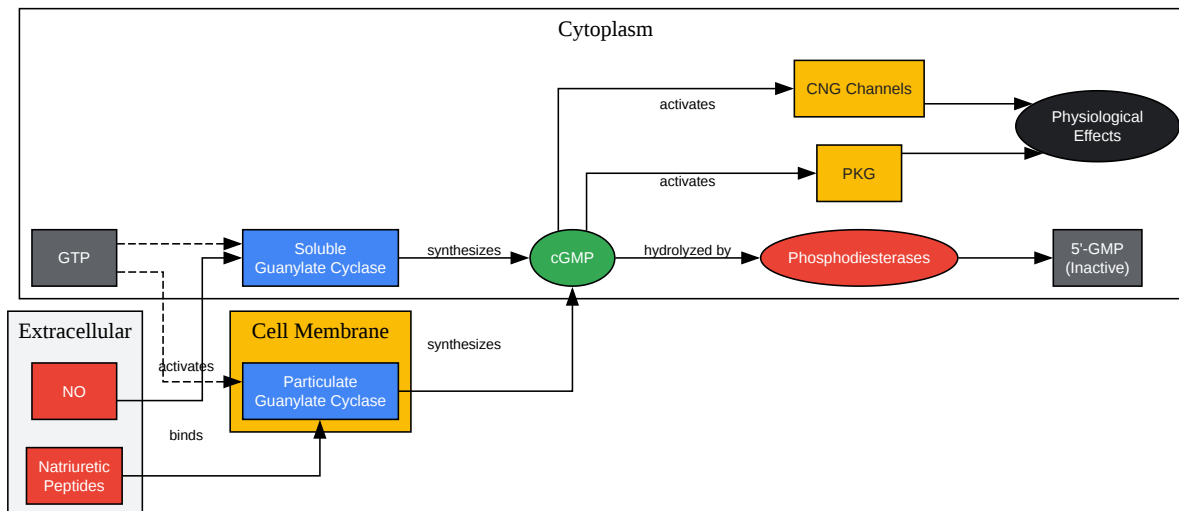 Cytoplasm
CNG Channels
activates
Physiological
Effects
PKG
activates
GTP
Soluble
Guanylate Cyclase
synthesizes
cGMP
hydrolyzed by
Phosphodiesterases
5'-GMP
(Inactive)
Extracellular
Cell Membrane
synthesizes
NO
activates
Particulate
Guanylate Cyclase
binds
Natriuretic
Peptides